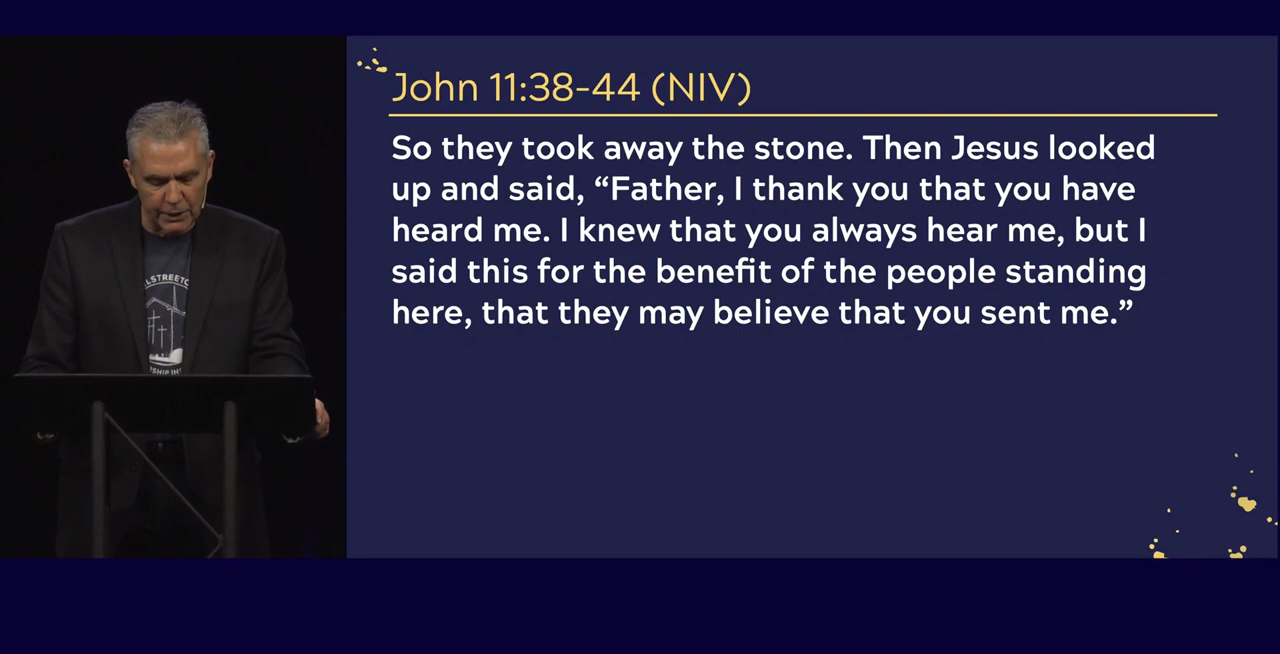 John 11:38-44 (NIV)
So they took away the stone. Then Jesus looked
up and said, “Father, I thank you that you have
heard me. I knew that you always hear me, but I
said this for the benefit of the people standing
here, that they may believe that you sent me.”